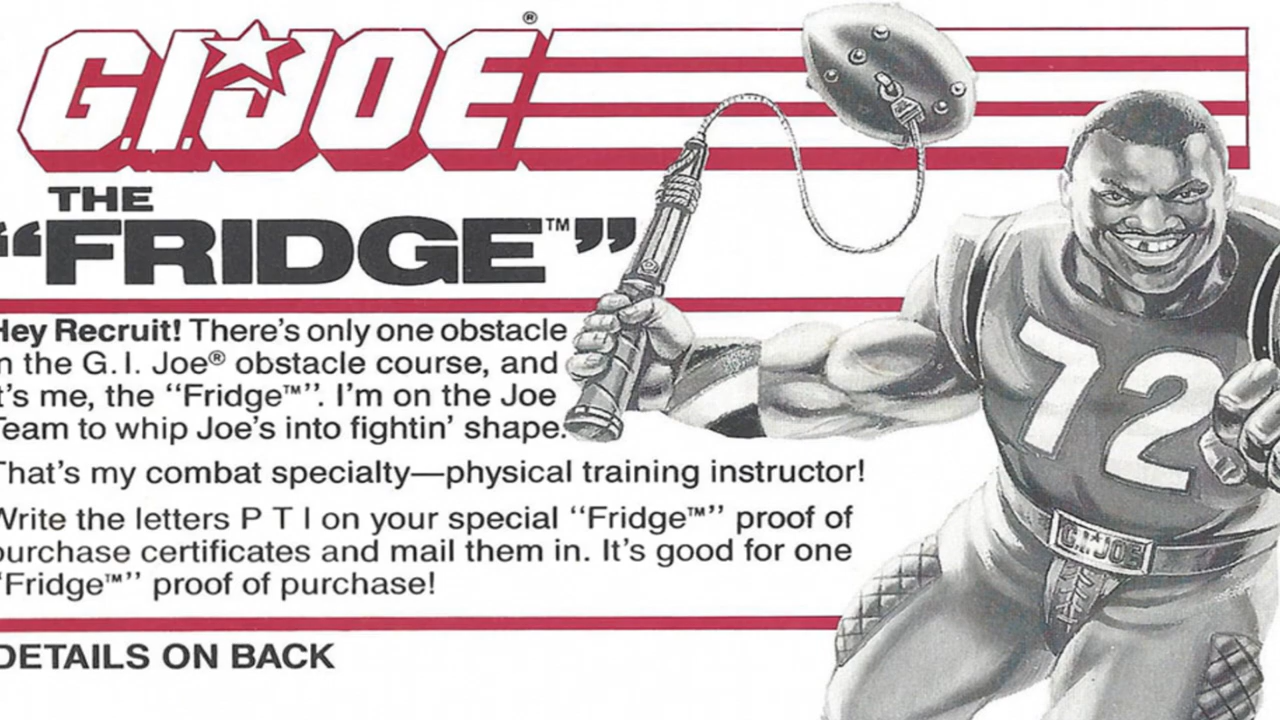 G.I.JOE®
THE
“FRIDGE™”
Hey Recruit! There’s only one obstacle
n the G.I. Joe® obstacle course, and
t’s me, the “Fridge™”. I’m on the Joe
Team to whip Joe’s into fightin’ shape.
That’s my combat specialty—physical training instructor!
Write the letters P T I on your special “Fridge™” proof of
purchase certificates and mail them in. It’s good for one
“Fridge™” proof of purchase!
DETAILS ON BACK
72
G.I.JOE